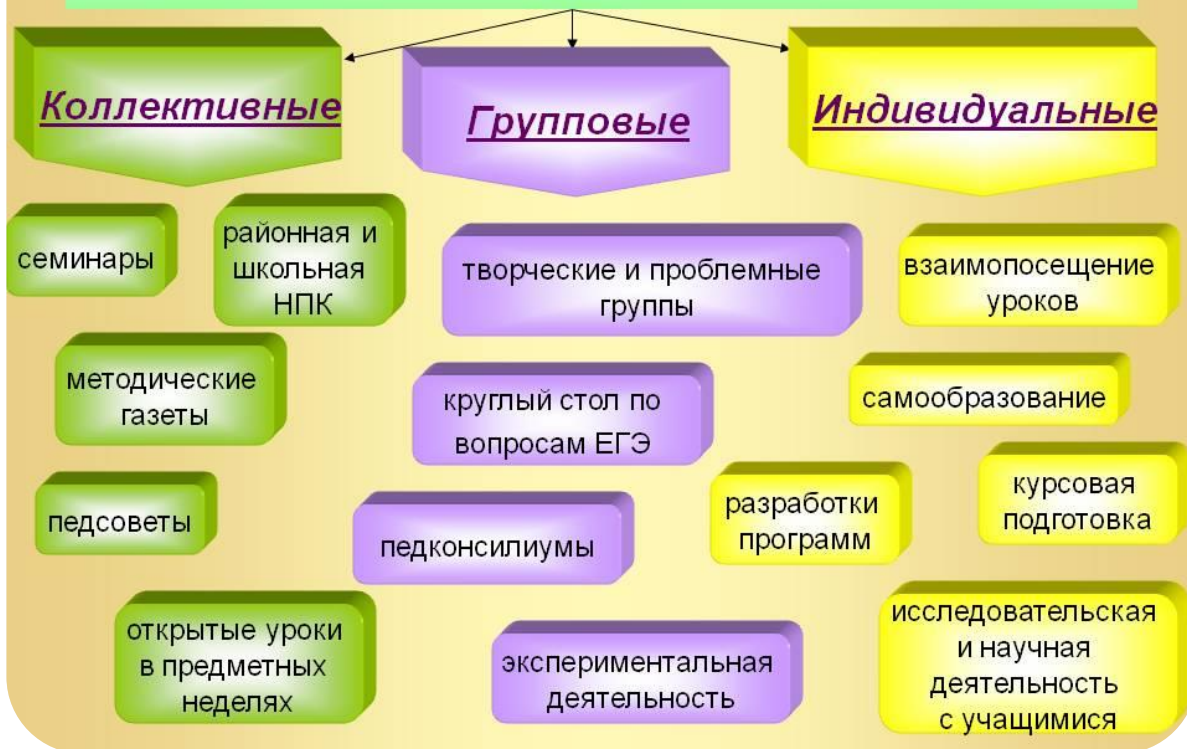 Коллективные
Групповые
Индивидуальные
семинары
районная и
школьная
НПК
методические
газеты
педсоветы
открытые уроки
в предметных
неделях
творческие и проблемные
группы
круглый стол по
вопросам ЕГЭ
педконсилиумы
экспериментальная
деятельность
взаимопосещение
уроков
самообразование
разработки
программ
курсовая
подготовка
исследовательская
и научная
деятельность
с учащимися